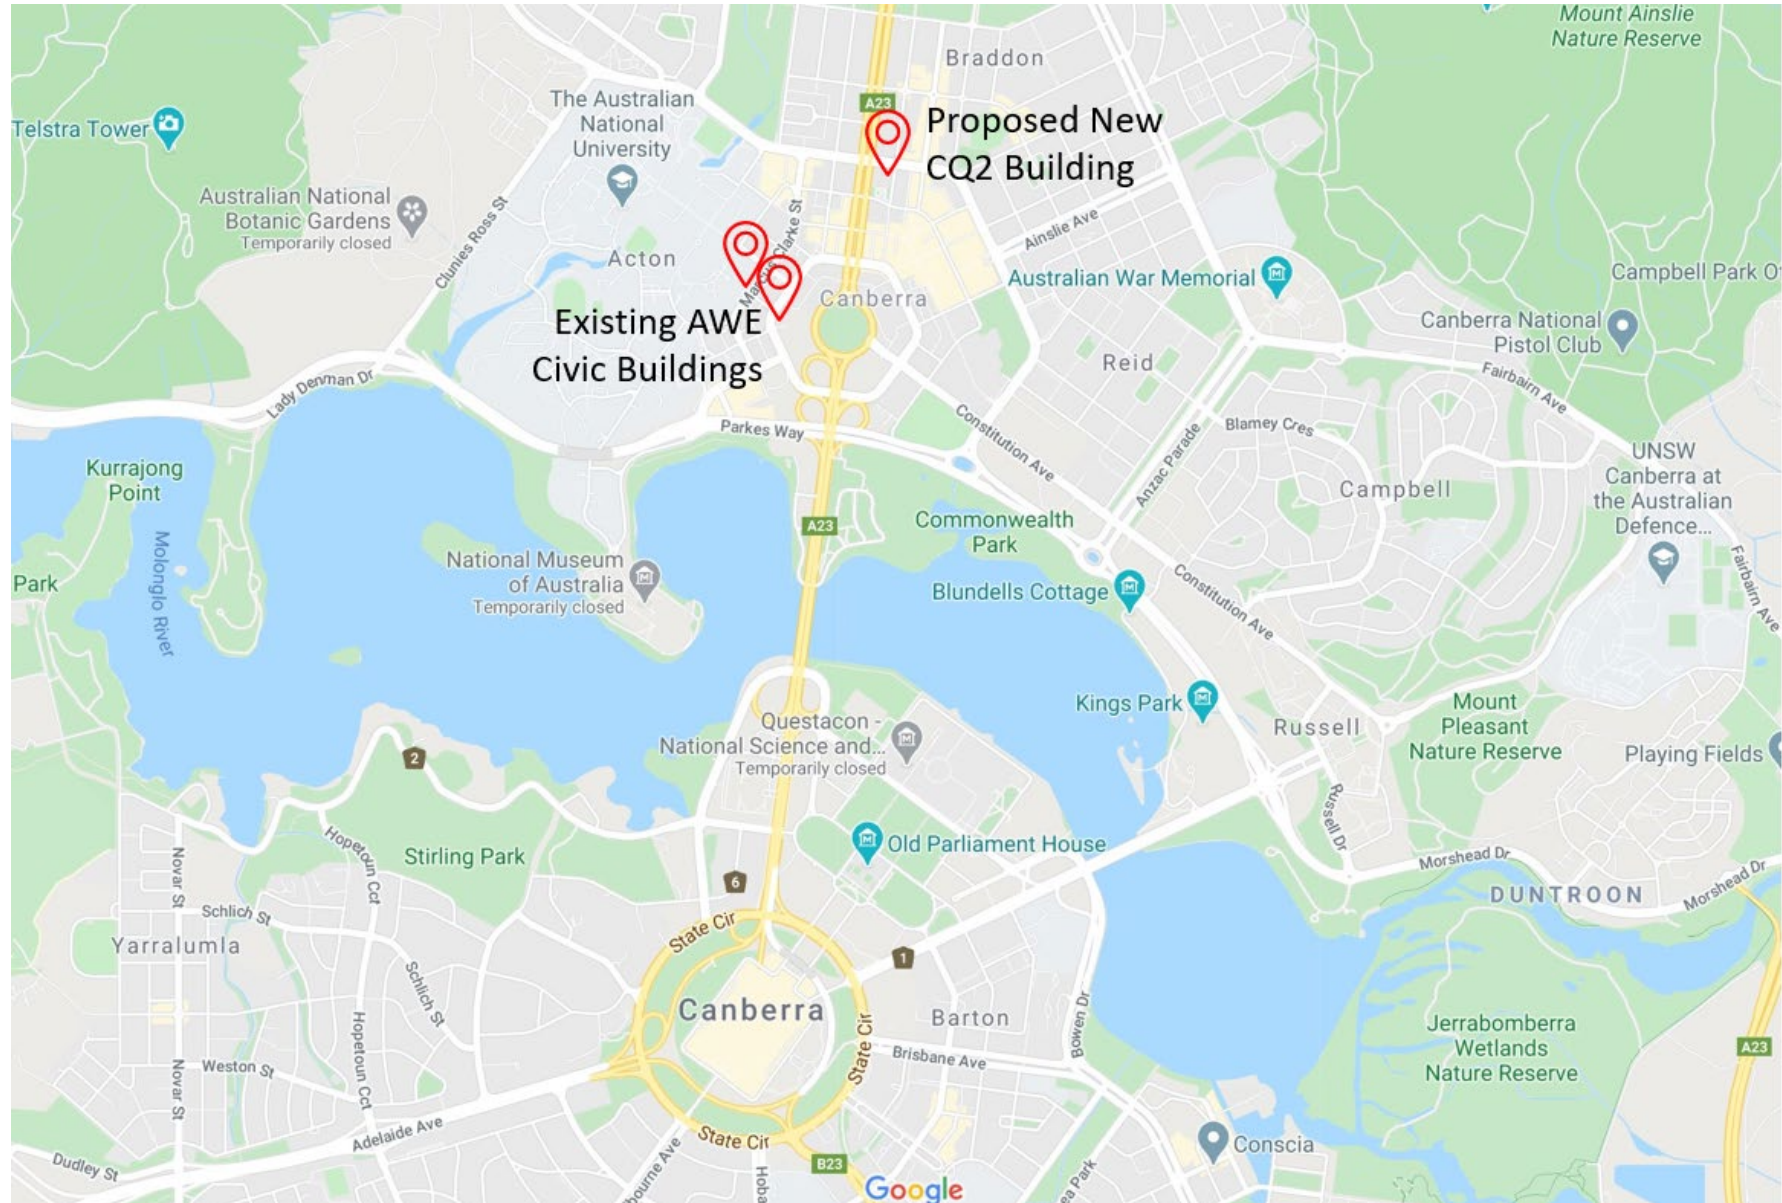 Mount Ainslie
Nature Reserve
Braddon
The Australian
National
University
A23
Telstra Tower
Proposed New
CQ2 Building
Australian National
Botanic Gardens
Temporarily closed
Clunies Ross St
Clarke St
Ainslie Ave
Acton
Australian War Memorial
Campbell Park Of
Canberra
Existing AWE
Civic Buildings
Canberra National
Pistol Club
Reid
Fairbairn Ave
Lady Denman Dr
Parkes Way
Constitution Ave
Blamey Cres
Anzac Parade
UNSW
Canberra at
the Australian
Defence...
Kurrajong
Point
Campbell
Molonglo River
A23
Commonwealth
Park
National Museum
of Australia
Temporarily closed
Park
Blundells Cottage
Constitution Ave
Fairbairn Ave
Kings Park
Russell
Mount
Pleasant
Nature Reserve
Playing Fields
Questacon -
National Science and...
Temporarily closed
2
Russell Dr
Hopetoun Cct
Novar St
Stirling Park
Old Parliament House
Morshead Dr
6
DUNTROON
Morshead Dr
Schlich St
State Cir
Yarralumla
1
Schlich St
Canberra
State Cir
Barton
Bowen Dr
Jerrabomberra
Wetlands
Nature Reserve
A23
Brisbane Ave
Weston St
Hopetoun Cct
Novar St
Adelaide Ave
State Cir
Conscia
Dudley St
bourne Ave
Hoba
B23
Google
ea Park